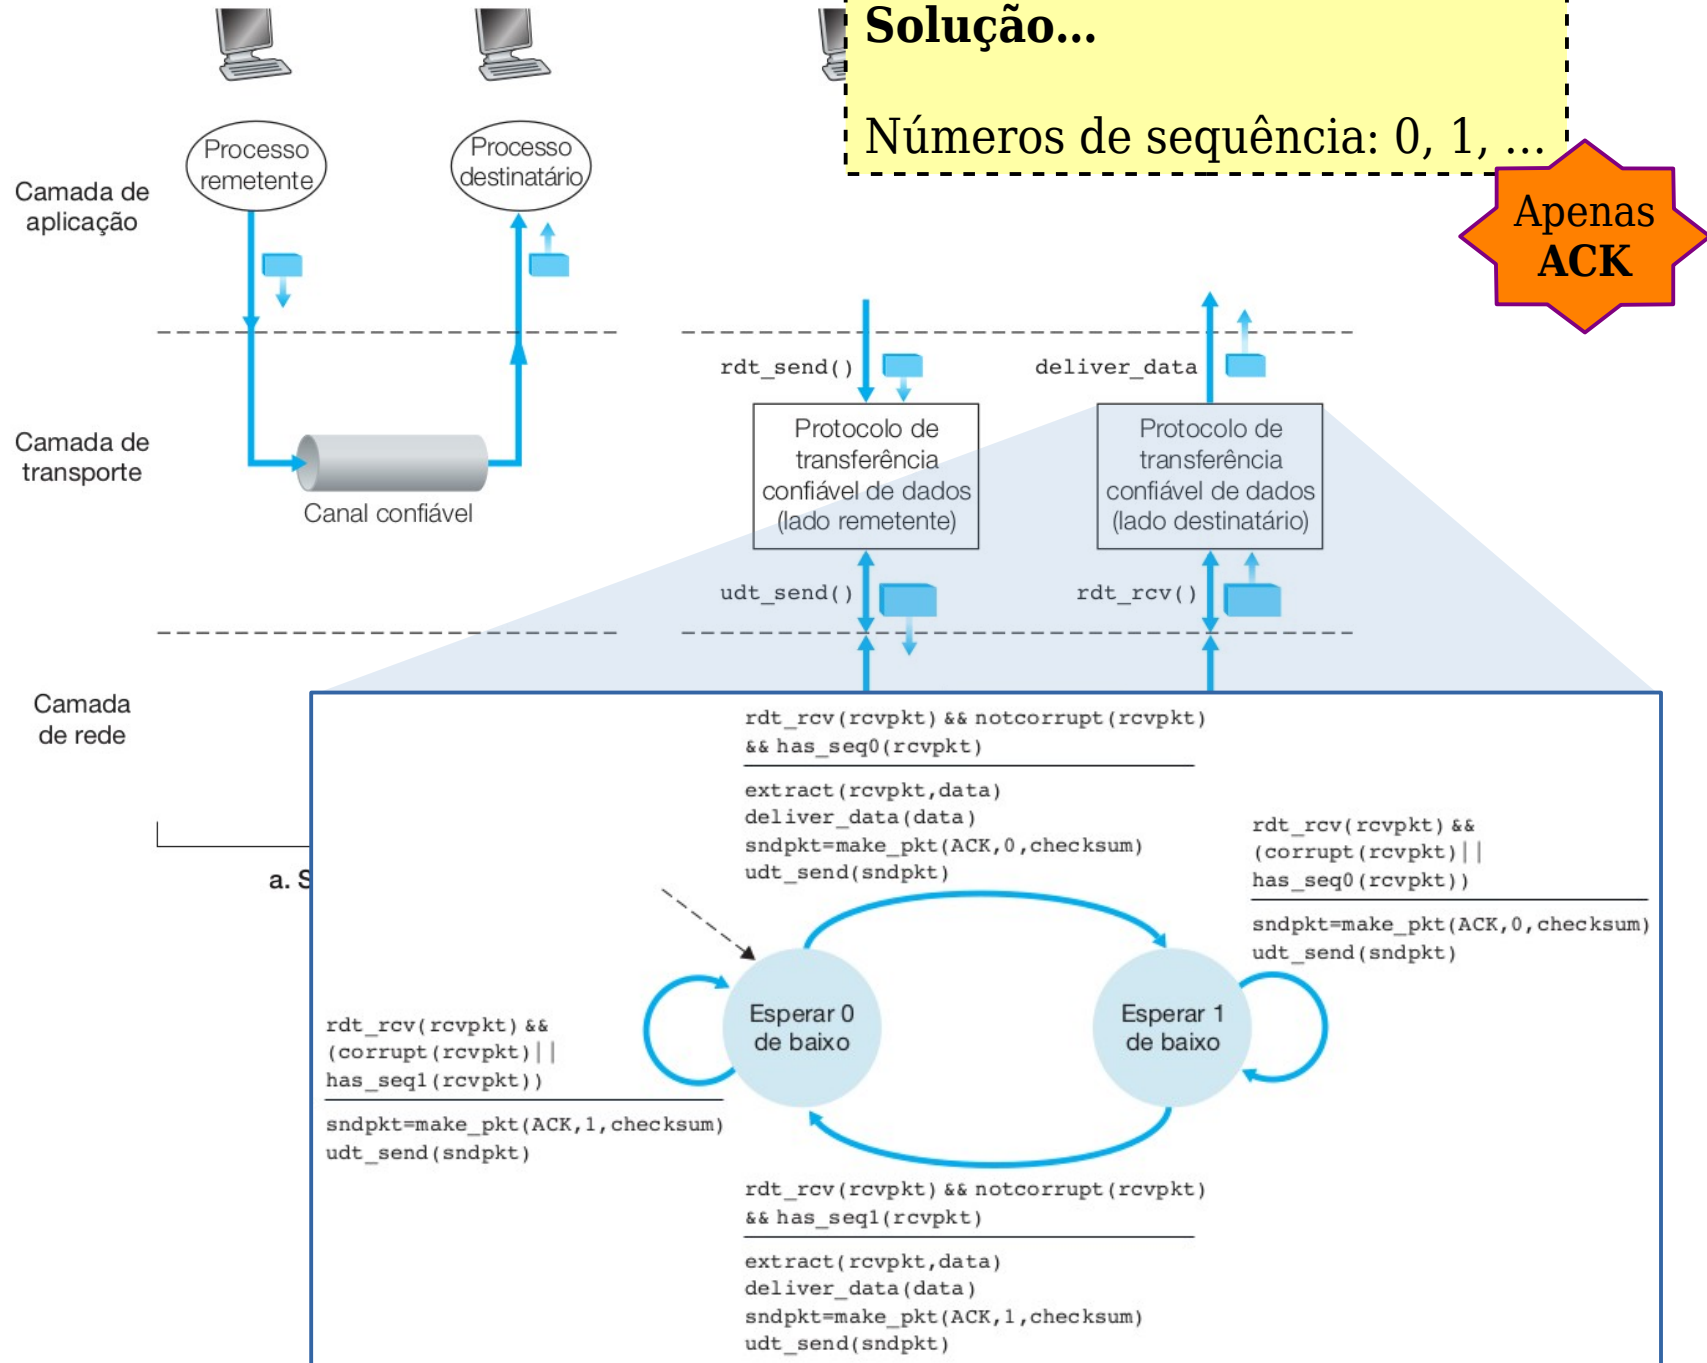 Solução...
Números de sequência: 0, 1, ...
Apenas
ACK
Processo
remetente
Processo
destinatário
Camada de
aplicação
rdt_send()
deliver_data
Camada de
transporte
Canal confiável
Protocolo de
transferência
confiável de dados
(lado remetente)
Protocolo de
transferência
confiável de dados
(lado destinatário)
udt_send()
rdt_rcv()
Camada
de rede
a. S
rdt_rcv(rcvpkt) && notcorrupt(rcvpkt)
&& has_seq0(rcvpkt)
extract(rcvpkt,data)
deliver_data(data)
sndpkt=make_pkt(ACK,0,checksum)
udt_send(sndpkt)
rdt_rcv(rcvpkt) &&
(corrupt(rcvpkt)||
has_seq0(rcvpkt))
sndpkt=make_pkt(ACK,0,checksum)
udt_send(sndpkt)
Esperar 0
de baixo
Esperar 1
de baixo
rdt_rcv(rcvpkt) &&
(corrupt(rcvpkt)||
has_seq1(rcvpkt))
sndpkt=make_pkt(ACK,1,checksum)
udt_send(sndpkt)
rdt_rcv(rcvpkt) && notcorrupt(rcvpkt)
&& has_seq1(rcvpkt)
extract(rcvpkt,data)
deliver_data(data)
sndpkt=make_pkt(ACK,1,checksum)
udt_send(sndpkt)